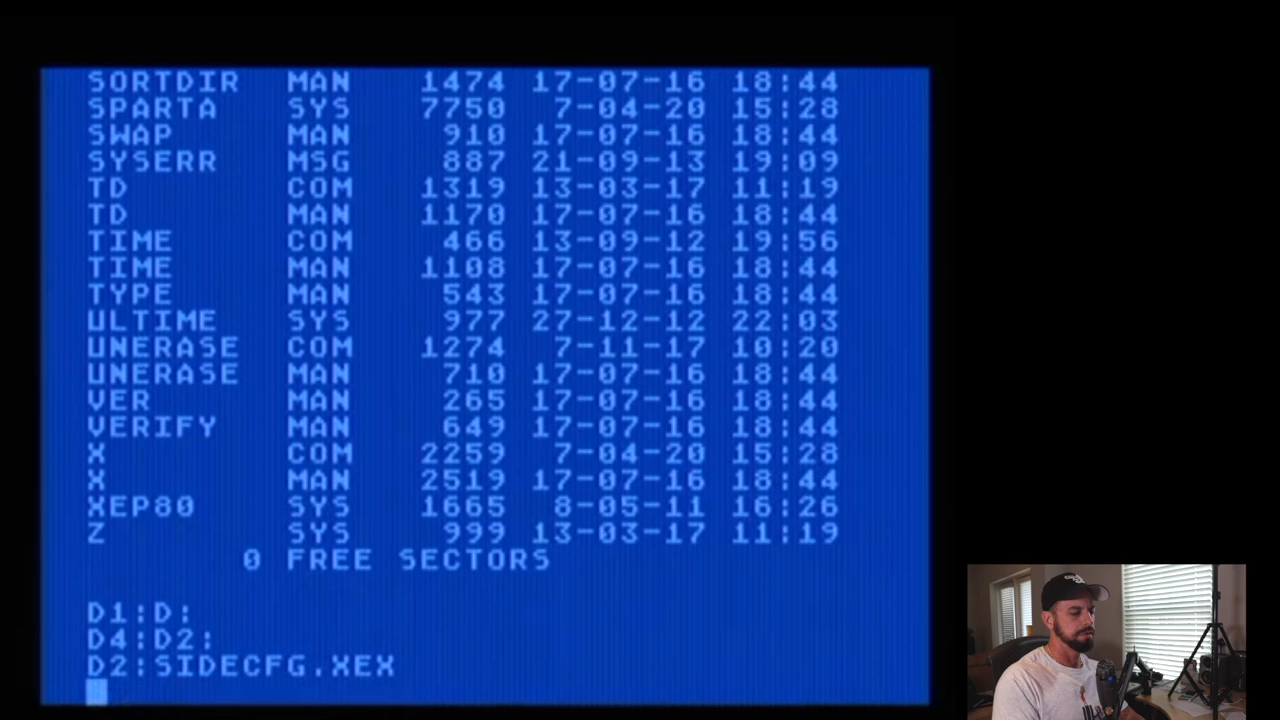 SORTDIR MAN 1474 17-07-16 18:44
SPARTA SYS 7750 7-04-20 15:28
SWAP MAN 910 17-07-16 18:44
SYSERR MSG 887 21-09-13 19:09
TD COM 1319 13-03-17 11:19
TD MAN 1170 17-07-16 18:44
TIME COM 466 13-09-12 19:56
TIME MAN 1108 17-07-16 18:44
TYPE MAN 543 17-07-16 18:44
ULTIME SYS 977 27-12-12 22:03
UNERASE COM 1274 7-11-17 10:20
UNERASE MAN 710 17-07-16 18:44
VER MAN 265 17-07-16 18:44
VERIFY MAN 649 17-07-16 18:44
X COM 2259 7-04-20 15:28
X MAN 2519 17-07-16 18:44
XEP80 SYS 1665 8-05-11 16:26
Z SYS 999 13-03-17 11:19
0 FREE SECTORS
D1:D:
D4:D2:
D2:SIDECFG.XEX